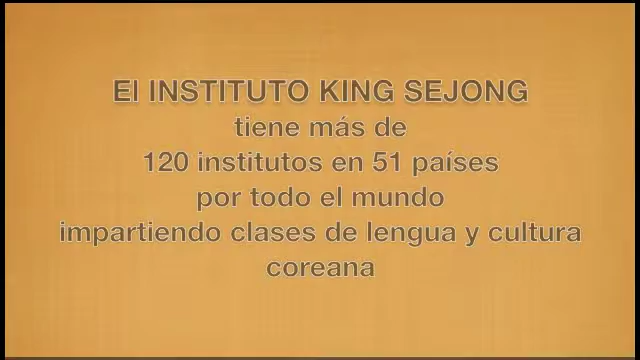 El INSTITUTO KING SEJONG
tiene más de
120 institutos en 51 países
por todo el mundo
impartiendo clases de lengua y cultura
coreana